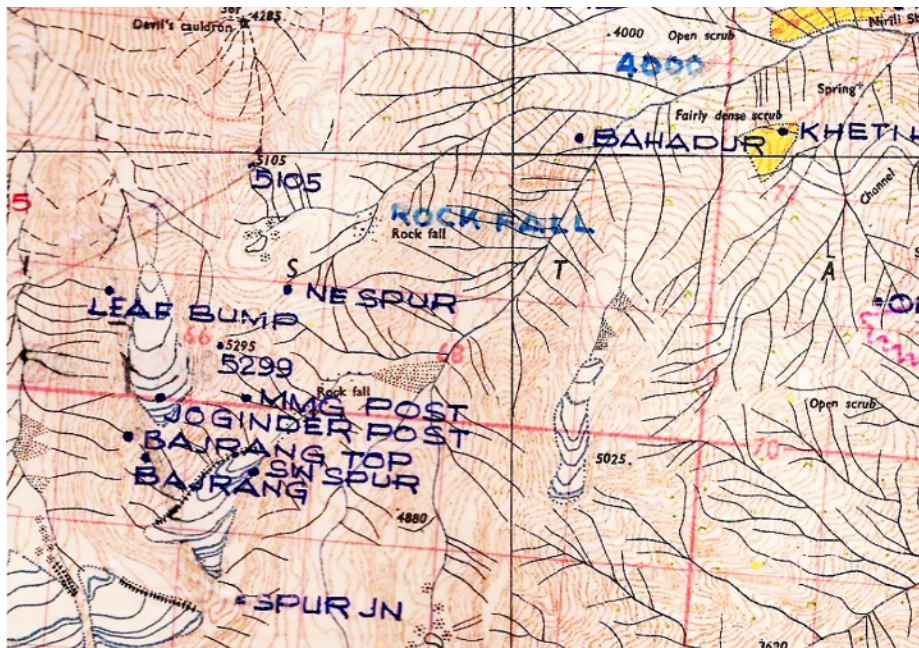 4285
Devil's cauldron
.4000
Open scrub
4000
Spring
Fairly dense scrub
BAHADUR
77
5105
5105
5
Channel
ROCK FALL
Rock fall
S
T
L
A
NE SPUR
LEAF BUMP
66
5295
5299
68
Rock fall
MMG POST
JOGINDER POST
BAJRANG TOP
SW SPUR
BAJRANG
Open scrub
70
5025.
4880
SPUR JN
3620